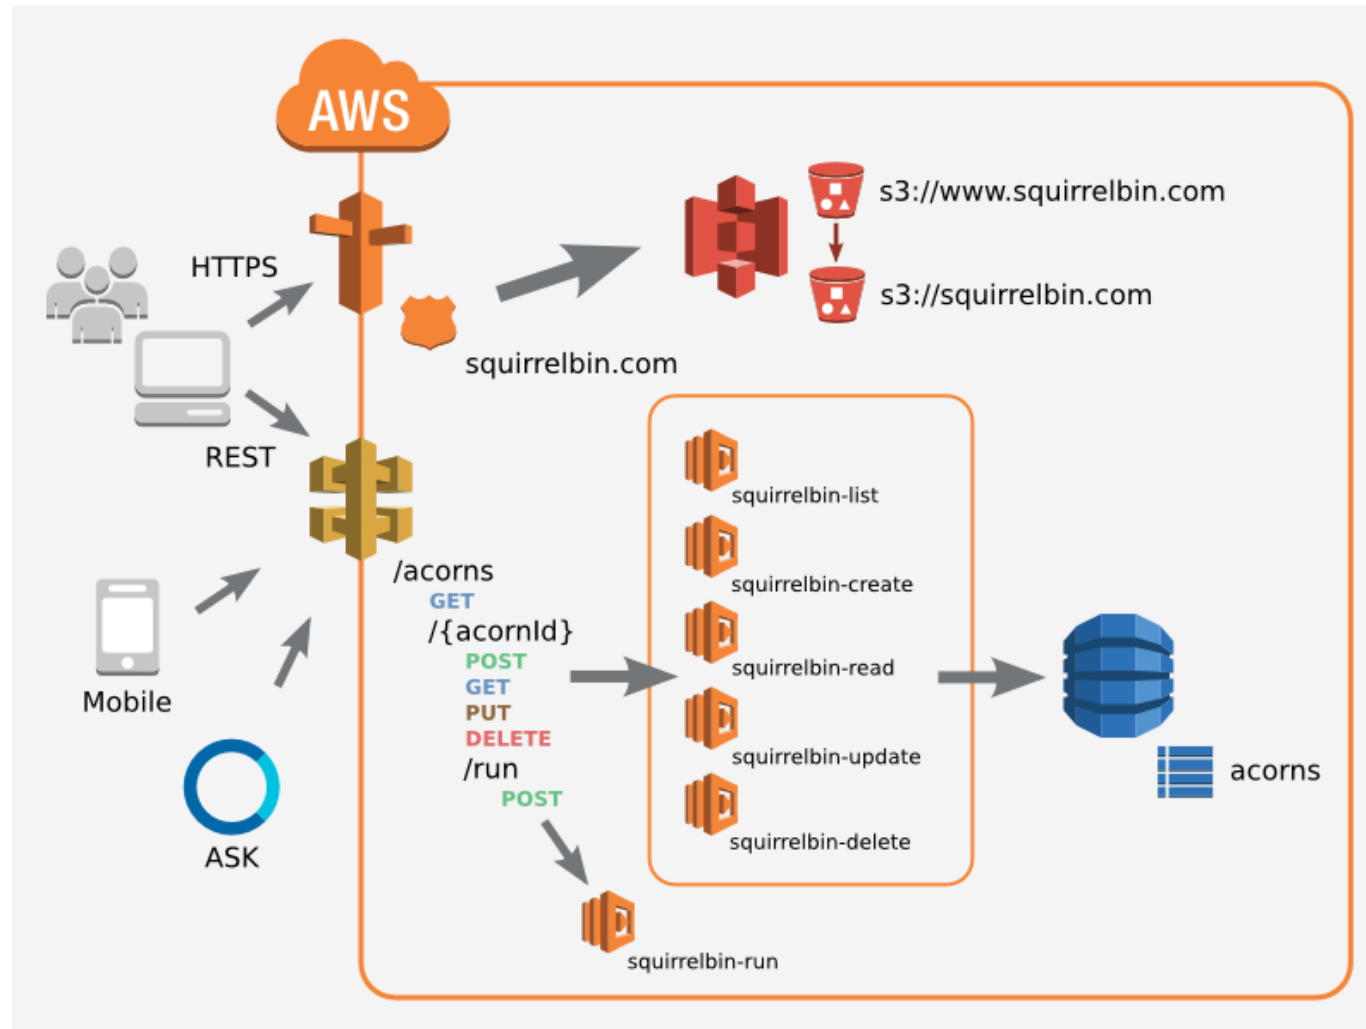 AWS
HTTPS
squirrelbin.com
s3://www.squirrelbin.com
s3://squirrelbin.com
REST
Mobile
ASK
/acorns
GET
/{acornId}
POST
GET
PUT
DELETE
/run
POST
squirrelbin-list
squirrelbin-create
squirrelbin-read
squirrelbin-update
squirrelbin-delete
squirrelbin-run
acorns